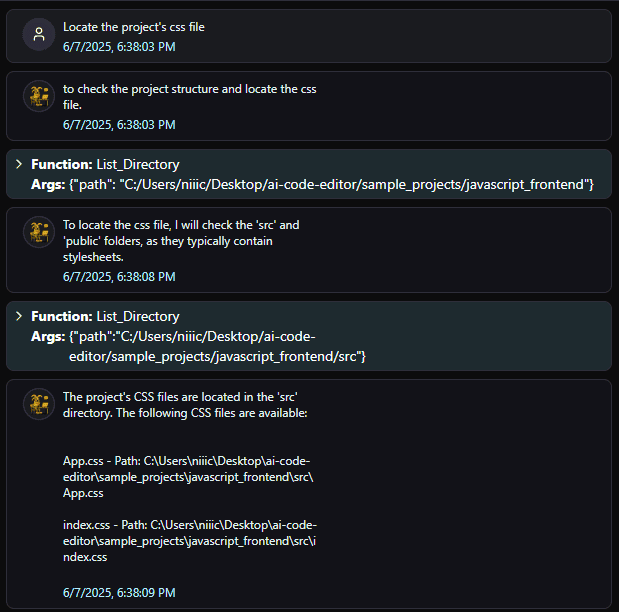 Locate the project's css file
6/7/2025, 6:38:03 PM
to check the project structure and locate the css
file.
6/7/2025, 6:38:03 PM
Function: List_Directory
Args: {"path": "C:/Users/niiic/Desktop/ai-code-editor/sample_projects/javascript_frontend"}
To locate the css file, I will check the 'src' and
'public' folders, as they typically contain
stylesheets.
6/7/2025, 6:38:08 PM
Function: List_Directory
Args: {"path":"C:/Users/niiic/Desktop/ai-code-
editor/sample_projects/javascript_frontend/src"}
The project's CSS files are located in the 'src'
directory. The following CSS files are available:
App.css - Path: C:\Users\niiic\Desktop\ai-code-
editor\sample_projects\javascript_frontend\src\
App.css
index.css - Path: C:\Users\niiic\Desktop\ai-code-
editor\sample_projects\javascript_frontend\src\i
ndex.css
6/7/2025, 6:38:09 PM